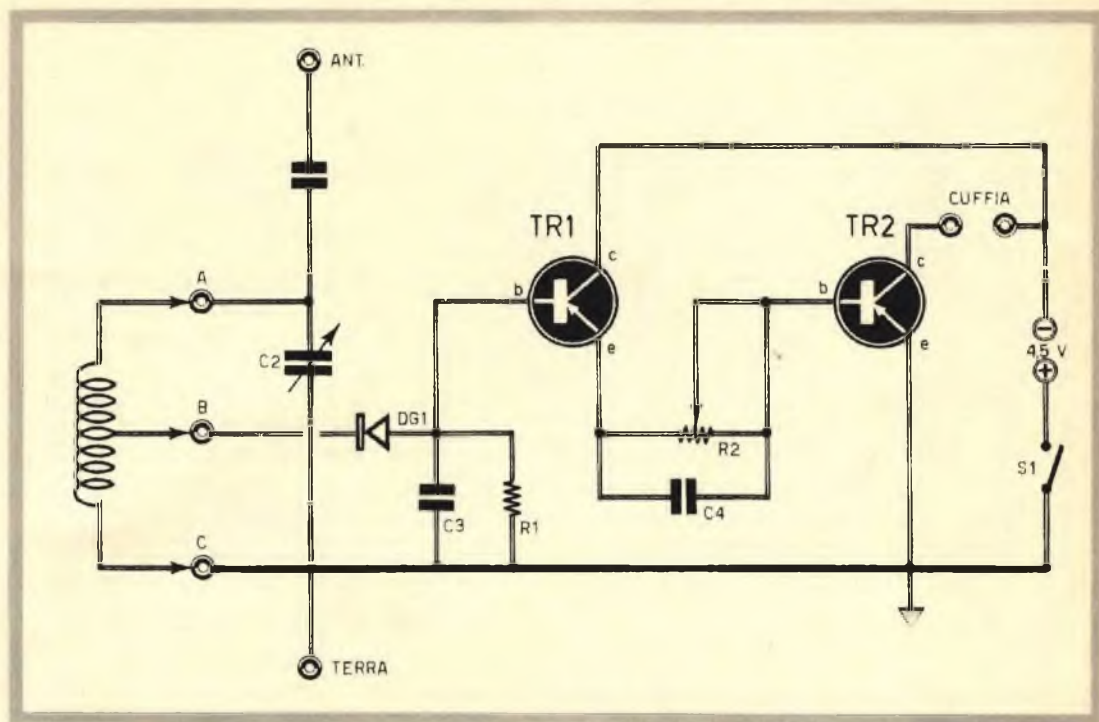 ANT.
TR1
TR2
CUFFIA
c
c
A
b
b
C2
e
e
−
4,5 V
+
B
DG1
R2
S1
C3
R1
C4
C
TERRA